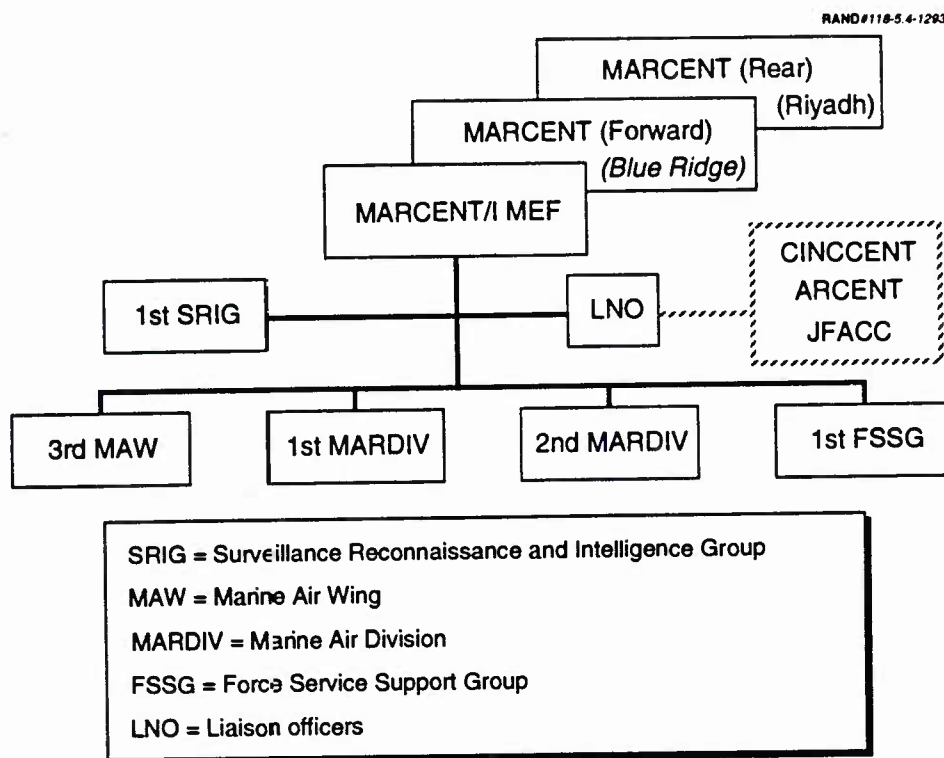 RAND#118-5.4-1293
MARCENT (Rear)
(Riyadh)
MARCENT (Forward)
(Blue Ridge)
MARCENT/I MEF
CINCCENT
ARCENT
JFACC
1st SRIG
LNO
3rd MAW
1st MARDIV
2nd MARDIV
1st FSSG
SRIG = Surveillance Reconnaissance and Intelligence Group
MAW = Marine Air Wing
MARDIV = Marine Air Division
FSSG = Force Service Support Group
LNO = Liaison officers